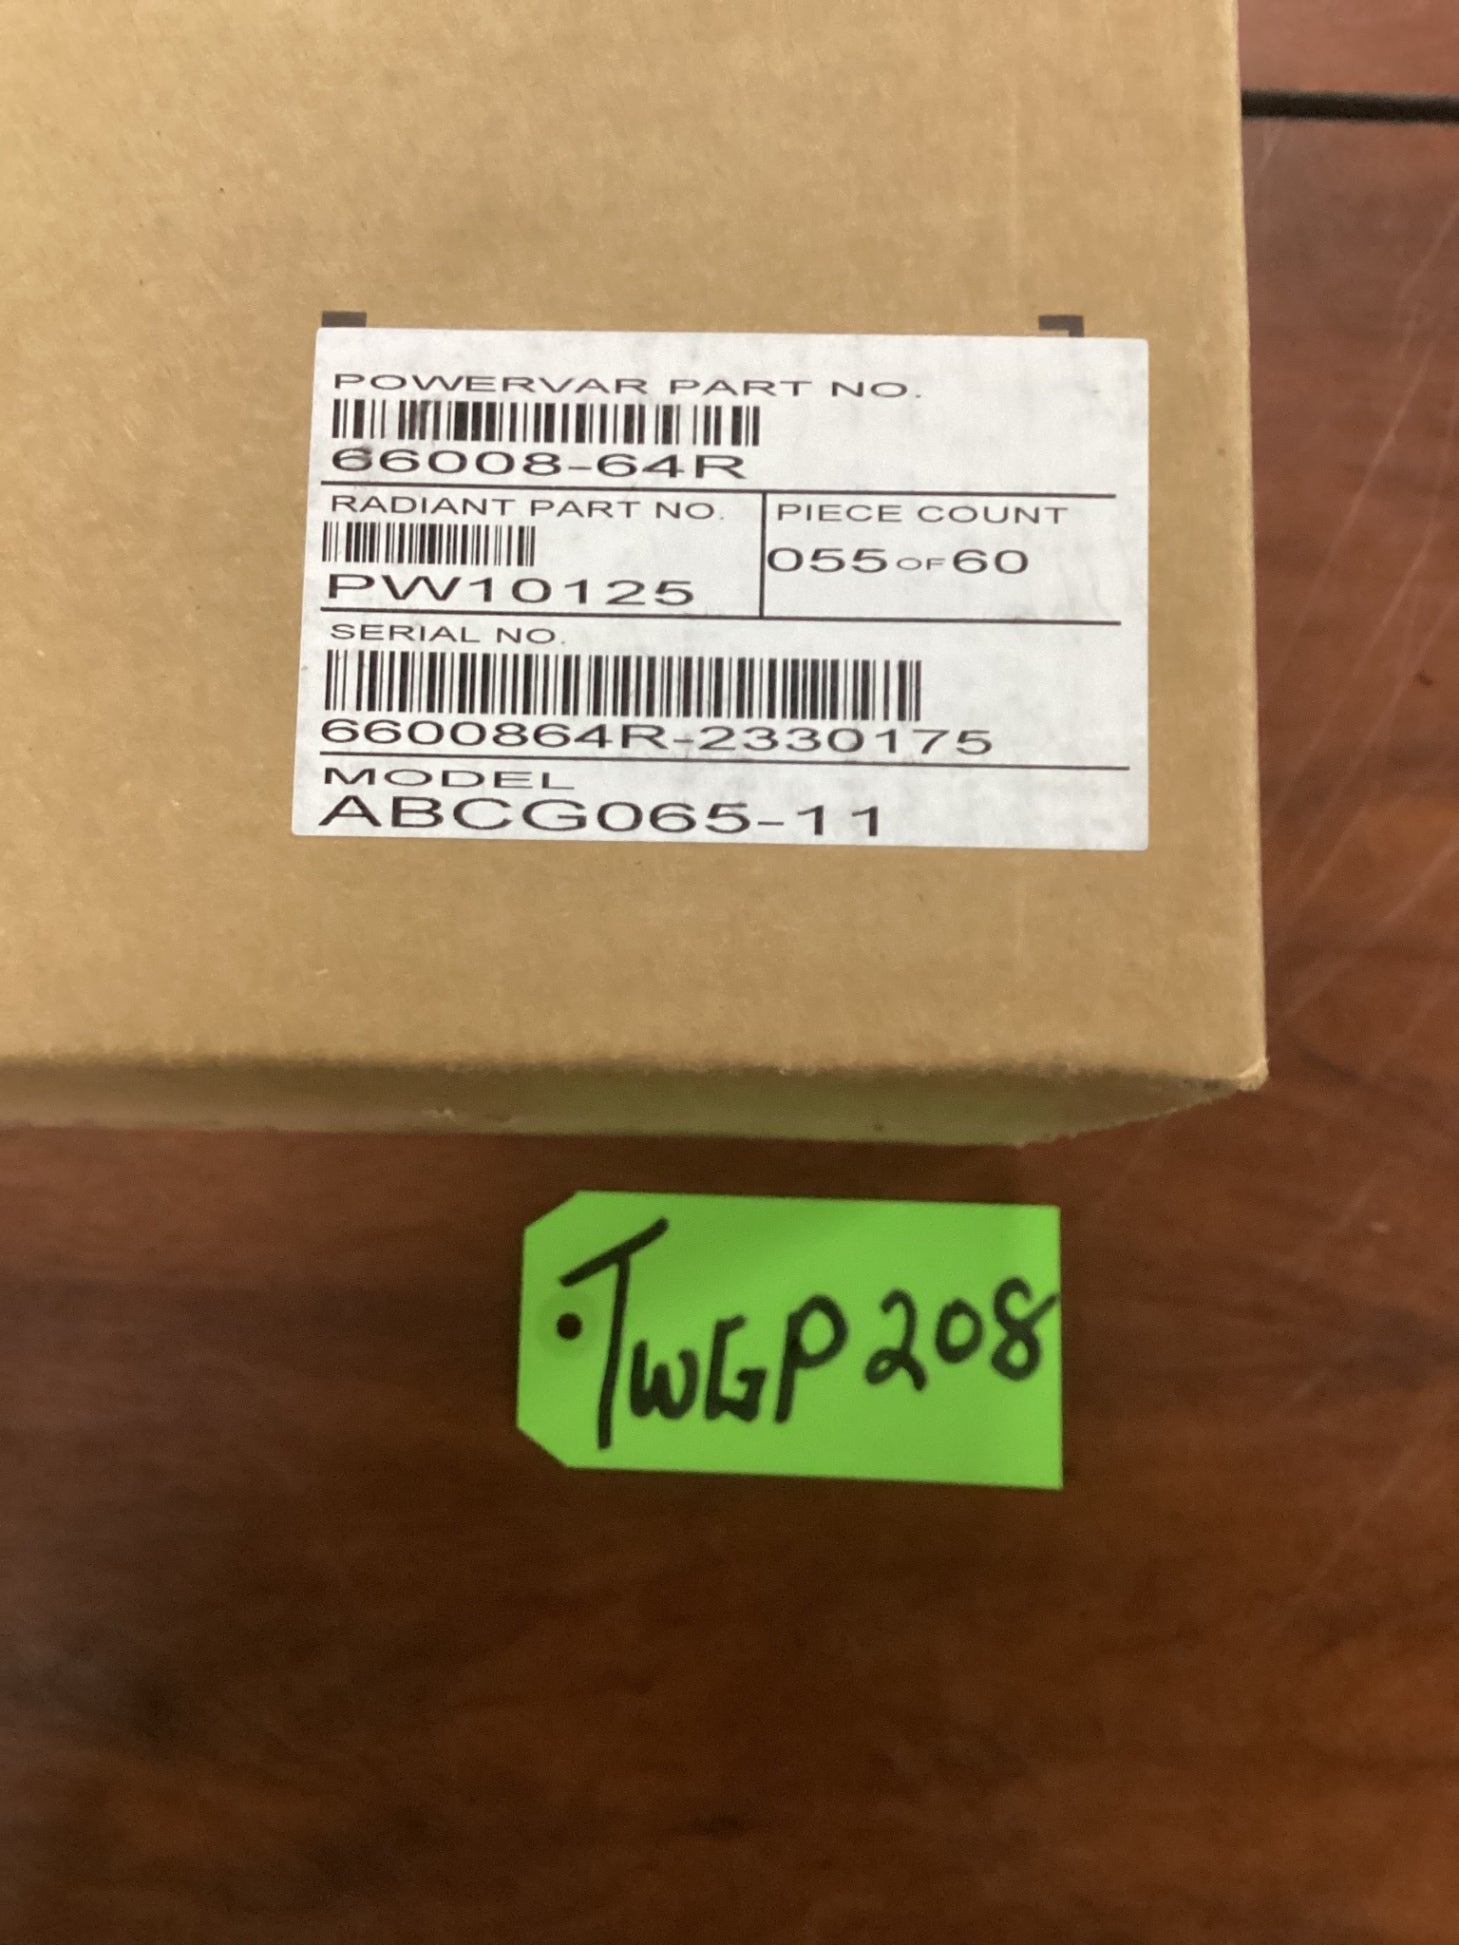 POWERVAR PART NO.
66008-64R
RADIANT PART NO.
PW10125
PIECE COUNT
055 OF 60
SERIAL NO.
6600864R-2330175
MODEL
ABCG065-11
TWGP208